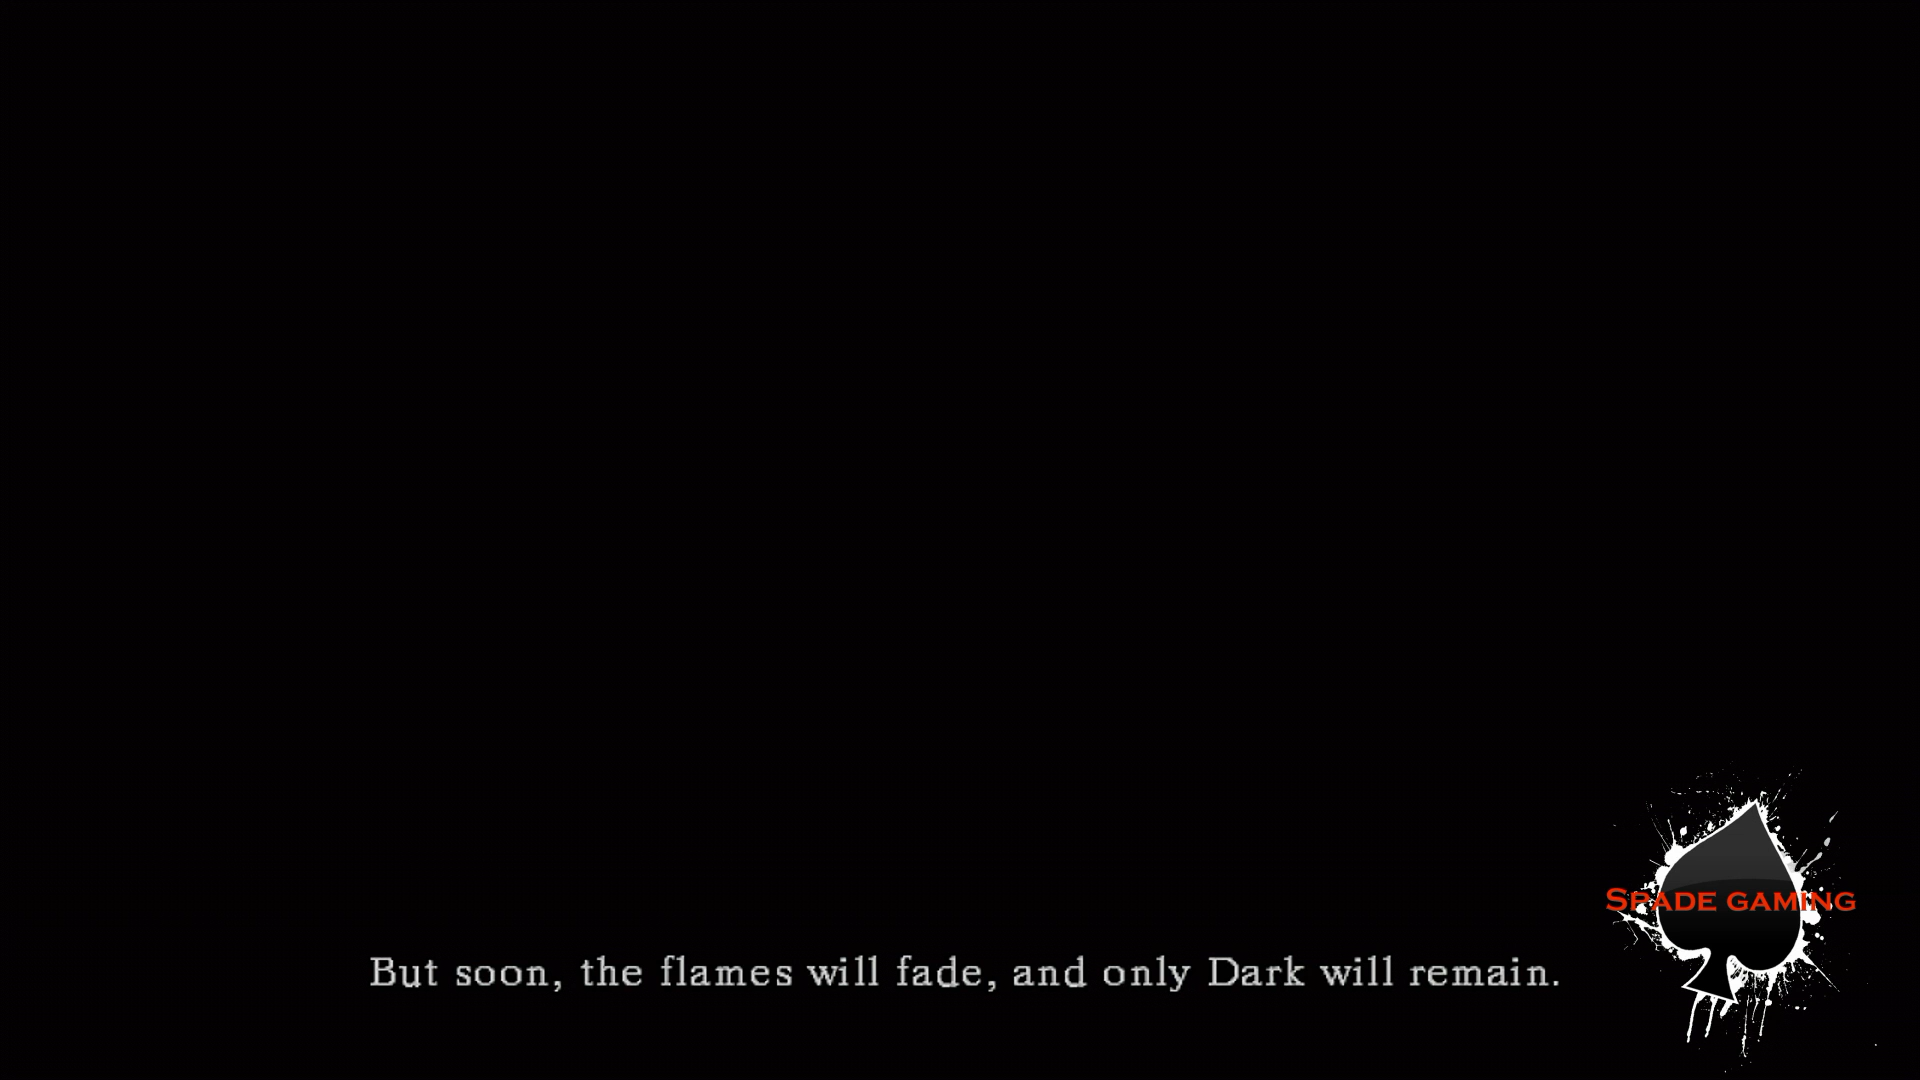 SPADE GAMING
But soon, the flames will fade, and only Dark will remain.